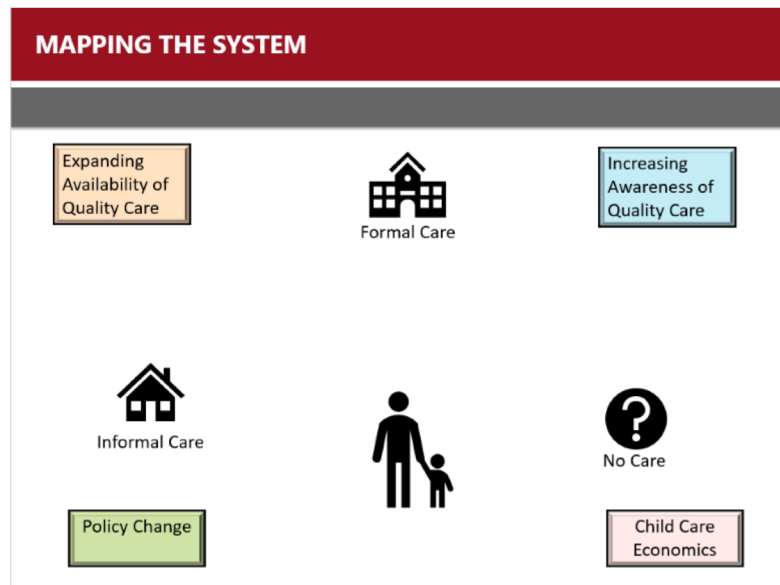 MAPPING THE SYSTEM
Expanding
Availability of
Quality Care
Formal Care
Increasing
Awareness of
Quality Care
Informal Care
?
No Care
Policy Change
Child Care
Economics